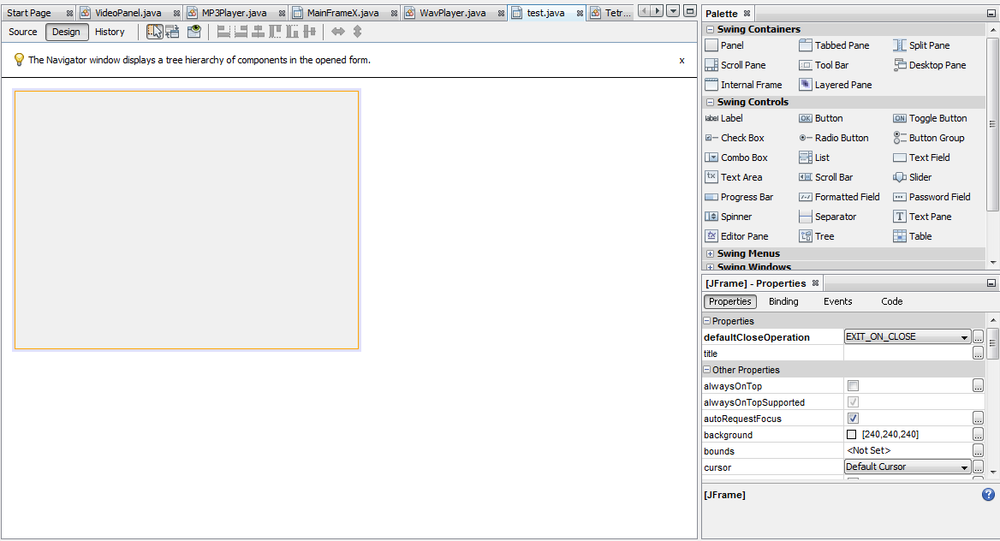 Start Page VideoPanel.java MP3Player.java MainFrameX.java WavPlayer.java test.java Tetr...
Source Design History
The Navigator window displays a tree hierarchy of components in the opened form. x
Palette
Swing Containers
Panel Tabbed Pane Split Pane
Scroll Pane Tool Bar Desktop Pane
Internal Frame Layered Pane
Swing Controls
label Label OK Button ON Toggle Button
Check Box Radio Button Button Group
Combo Box List Text Field
tx Text Area Scroll Bar Slider
Progress Bar Formatted Field Password Field
Spinner Separator T Text Pane
Editor Pane Tree Table
Swing Menus
Swing Windows
[JFrame] - Properties
Properties Binding Events Code
Properties
defaultCloseOperation EXIT_ON_CLOSE ...
title ...
Other Properties
alwaysOnTop ...
alwaysOnTopSupported
autoRequestFocus ...
background [240,240,240] ...
bounds <Not Set> ...
cursor Default Cursor ...
[JFrame] ?